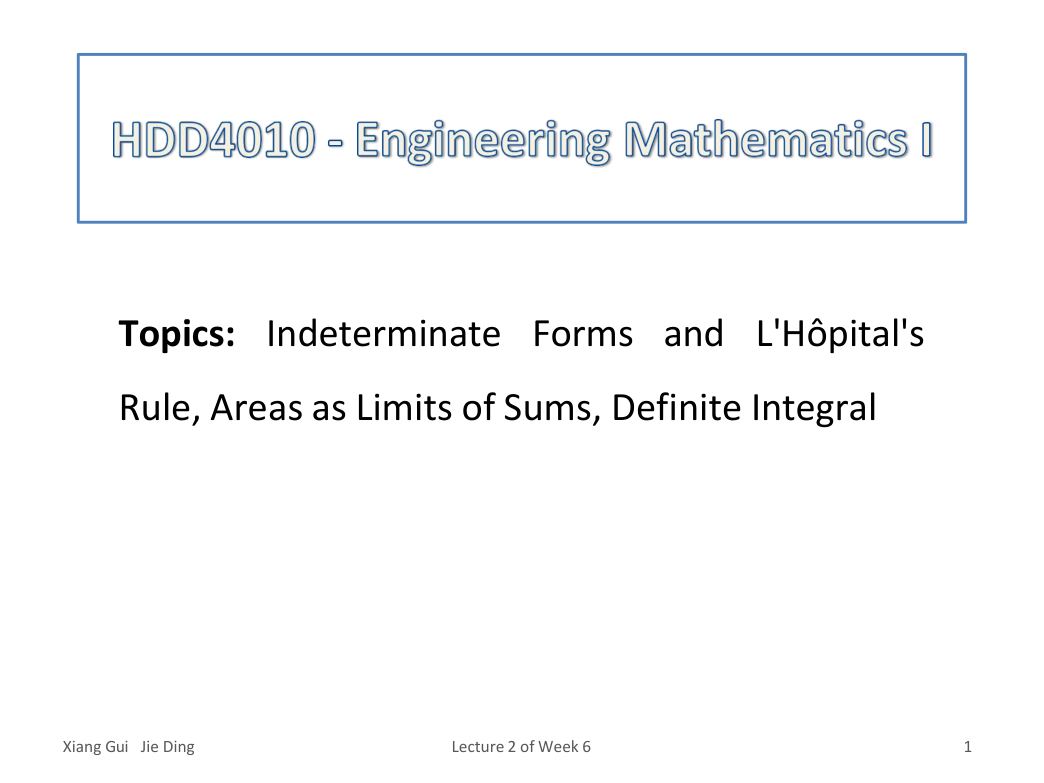 HDD4010 - Engineering Mathematics I
Topics: Indeterminate Forms and L'Hôpital's
Rule, Areas as Limits of Sums, Definite Integral
Xiang Gui Jie Ding
Lecture 2 of Week 6
1